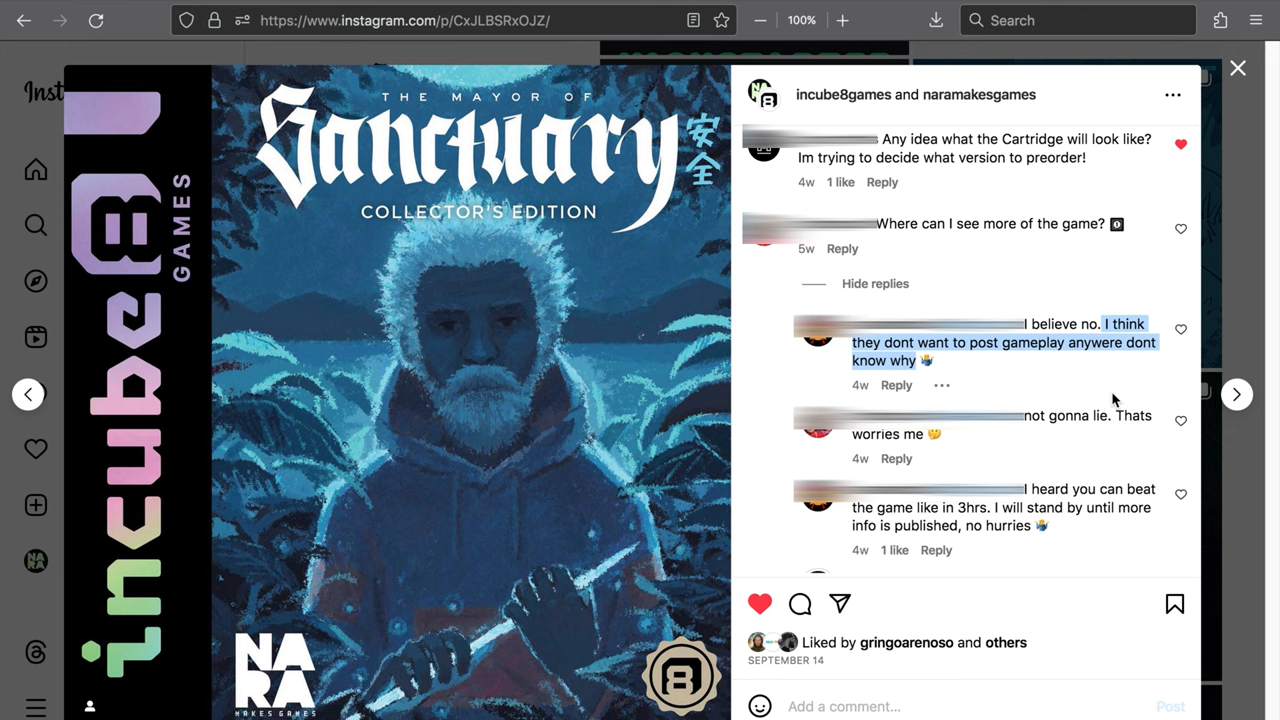 https://www.instagram.com/p/CxJLBSRxOJZ/
100%
Search
Inst
incube8
GAMES
THE MAYOR OF
Sanctuary
安全
COLLECTOR'S EDITION
NA
RA
MAKES GAMES
8
incube8games and naramakesgames
Any idea what the Cartridge will look like?
Im trying to decide what version to preorder!
4w 1 like Reply
Where can I see more of the game?
5w Reply
Hide replies
I believe no. I think
they dont want to post gameplay anywere dont
know why 🤷‍♂️
4w Reply
not gonna lie. Thats
worries me 🤔
4w Reply
I heard you can beat
the game like in 3hrs. I will stand by until more
info is published, no hurries 🤷‍♂️
4w 1 like Reply
Liked by gringoarenoso and others
SEPTEMBER 14
Add a comment...
Post